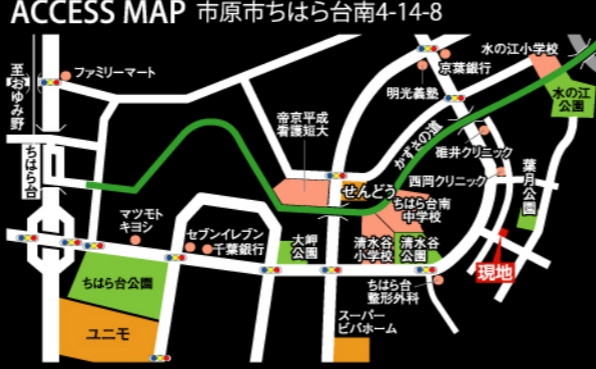 ACCESS MAP 市原市ちはら台南4-14-8
至おゆみ野
ファミリーマート
ちはら台
帝京平成
看護短大
明光義塾
京葉銀行
水の江小学校
水の江
公園
かずさの道
碓井クリニック
西岡クリニック
葉月公園
せんどう
ちはら台南
中学校
マツモト
キヨシ
セブンイレブン
千葉銀行
大岬
公園
清水谷
小学校
清水谷
公園
現地
ちはら台
整形外科
ちはら台公園
ユニモ
スーパー
ビバホーム